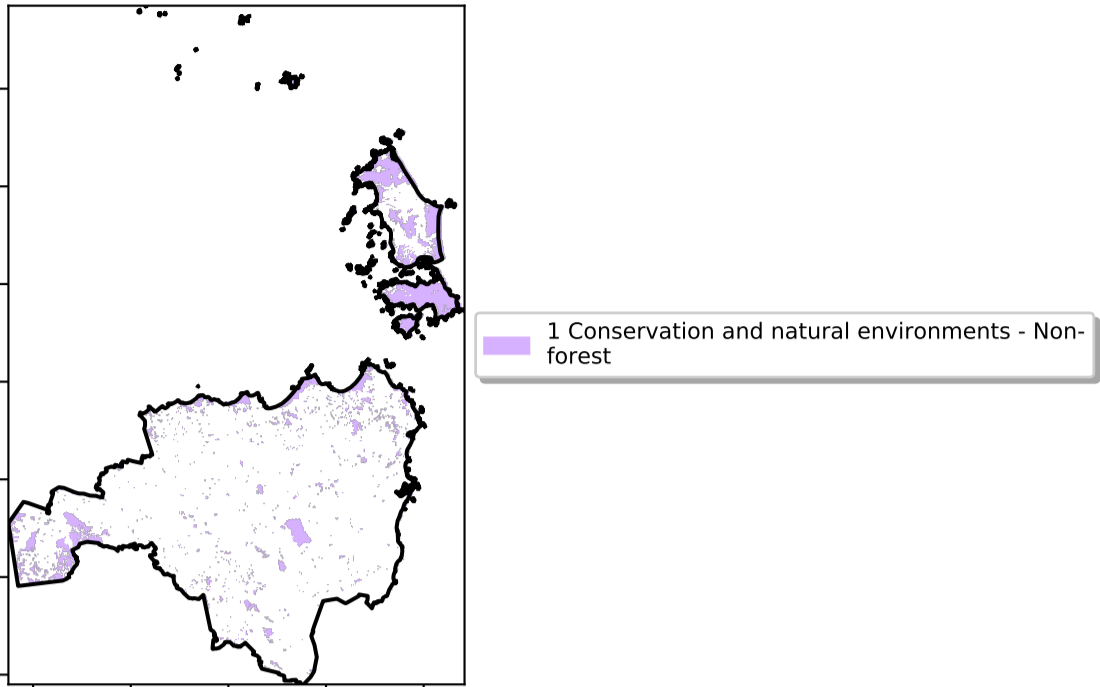 1 Conservation and natural environments - Non-
forest